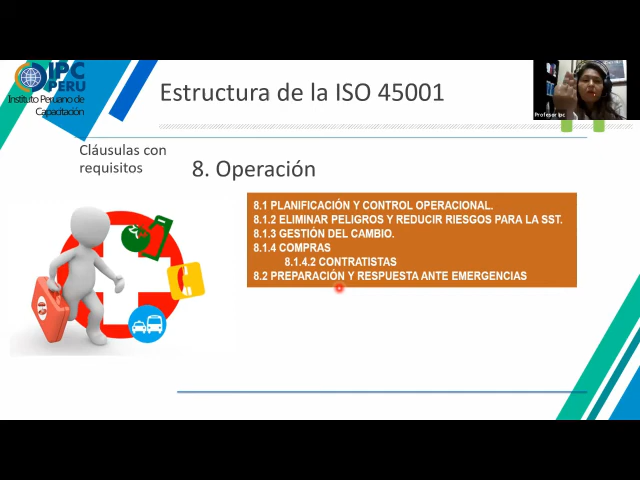 IPC
PERU
Instituto Peruano de
Capacitación
Estructura de la ISO 45001
Profesor Ipc
Cláusulas con
requisitos
8. Operación
8.1 PLANIFICACIÓN Y CONTROL OPERACIONAL.
8.1.2 ELIMINAR PELIGROS Y REDUCIR RIESGOS PARA LA SST.
8.1.3 GESTIÓN DEL CAMBIO.
8.1.4 COMPRAS
8.1.4.2 CONTRATISTAS
8.2 PREPARACIÓN Y RESPUESTA ANTE EMERGENCIAS